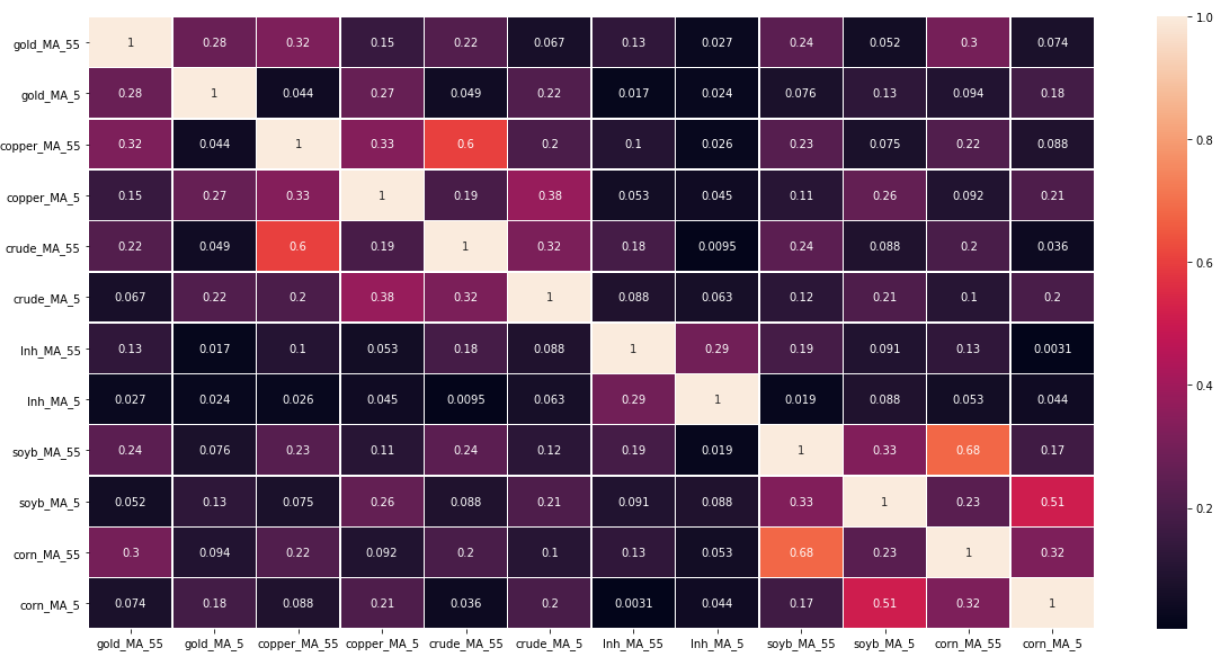 gold_MA_55 1 0.28 0.32 0.15 0.22 0.067 0.13 0.027 0.24 0.052 0.3 0.074
gold_MA_5 0.28 1 0.044 0.27 0.049 0.22 0.017 0.024 0.076 0.13 0.094 0.18
copper_MA_55 0.32 0.044 1 0.33 0.6 0.2 0.1 0.026 0.23 0.075 0.22 0.088
copper_MA_5 0.15 0.27 0.33 1 0.19 0.38 0.053 0.045 0.11 0.26 0.092 0.21
crude_MA_55 0.22 0.049 0.6 0.19 1 0.32 0.18 0.0095 0.24 0.088 0.2 0.036
crude_MA_5 0.067 0.22 0.2 0.38 0.32 1 0.088 0.063 0.12 0.21 0.1 0.2
lnh_MA_55 0.13 0.017 0.1 0.053 0.18 0.088 1 0.29 0.19 0.091 0.13 0.0031
lnh_MA_5 0.027 0.024 0.026 0.045 0.0095 0.063 0.29 1 0.019 0.088 0.053 0.044
soyb_MA_55 0.24 0.076 0.23 0.11 0.24 0.12 0.19 0.019 1 0.33 0.68 0.17
soyb_MA_5 0.052 0.13 0.075 0.26 0.088 0.21 0.091 0.088 0.33 1 0.23 0.51
corn_MA_55 0.3 0.094 0.22 0.092 0.2 0.1 0.13 0.053 0.68 0.23 1 0.32
corn_MA_5 0.074 0.18 0.088 0.21 0.036 0.2 0.0031 0.044 0.17 0.51 0.32 1
gold_MA_55 gold_MA_5 copper_MA_55 copper_MA_5 crude_MA_55 crude_MA_5 lnh_MA_55 lnh_MA_5 soyb_MA_55 soyb_MA_5 corn_MA_55 corn_MA_5
1.0
0.8
0.6
0.4
0.2